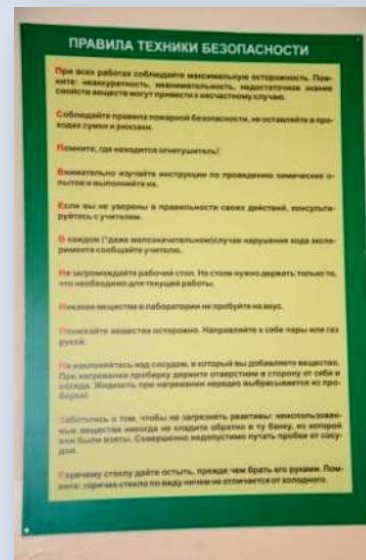 ПРАВИЛА ТЕХНИКИ БЕЗОПАСНОСТИ
При всех работах соблюдайте максимальную осторожность. Пом-
ните: неаккуратность, невнимательность, недостаточное знание
свойств веществ могут привести к несчастному случаю.
Соблюдайте правила пожарной безопасности, не оставляйте в про-
ходах сумки и рюкзаки.
Помните, где находится огнетушитель!
Внимательно изучайте инструкции по проведению химических о-
пытов и выполняйте их.
Если вы не уверены в правильности своих действий, консульти-
руйтесь с учителем.
О каждом (*даже малозначительном)случае нарушения хода экспе-
римента сообщайте учителю.
Не загромождайте рабочий стол. На столе нужно держать только то,
что необходимо для текущей работы.
Никакие вещества в лаборатории не пробуйте на вкус.
Понюхайте вещества осторожно. Направляйте к себе пары или газ
рукой.
Не наклоняйтесь над сосудом, в который вы добавляете вещество.
При нагревании пробирку держите отверстием в сторону от себя и
соседа. Жидкость при нагревании нередко выбрасывается из про-
бирки!
Заботьтесь о том, чтобы не загрязнять реактивы: неиспользован-
ные вещества никогда не кладите обратно в ту банку, из которой
они были взяты. Совершенно недопустимо путать пробки от сосу-
дов.
Горячему стеклу дайте остыть, прежде чем брать его руками. Пом-
ните: горячее стекло по виду ничем не отличается от холодного.